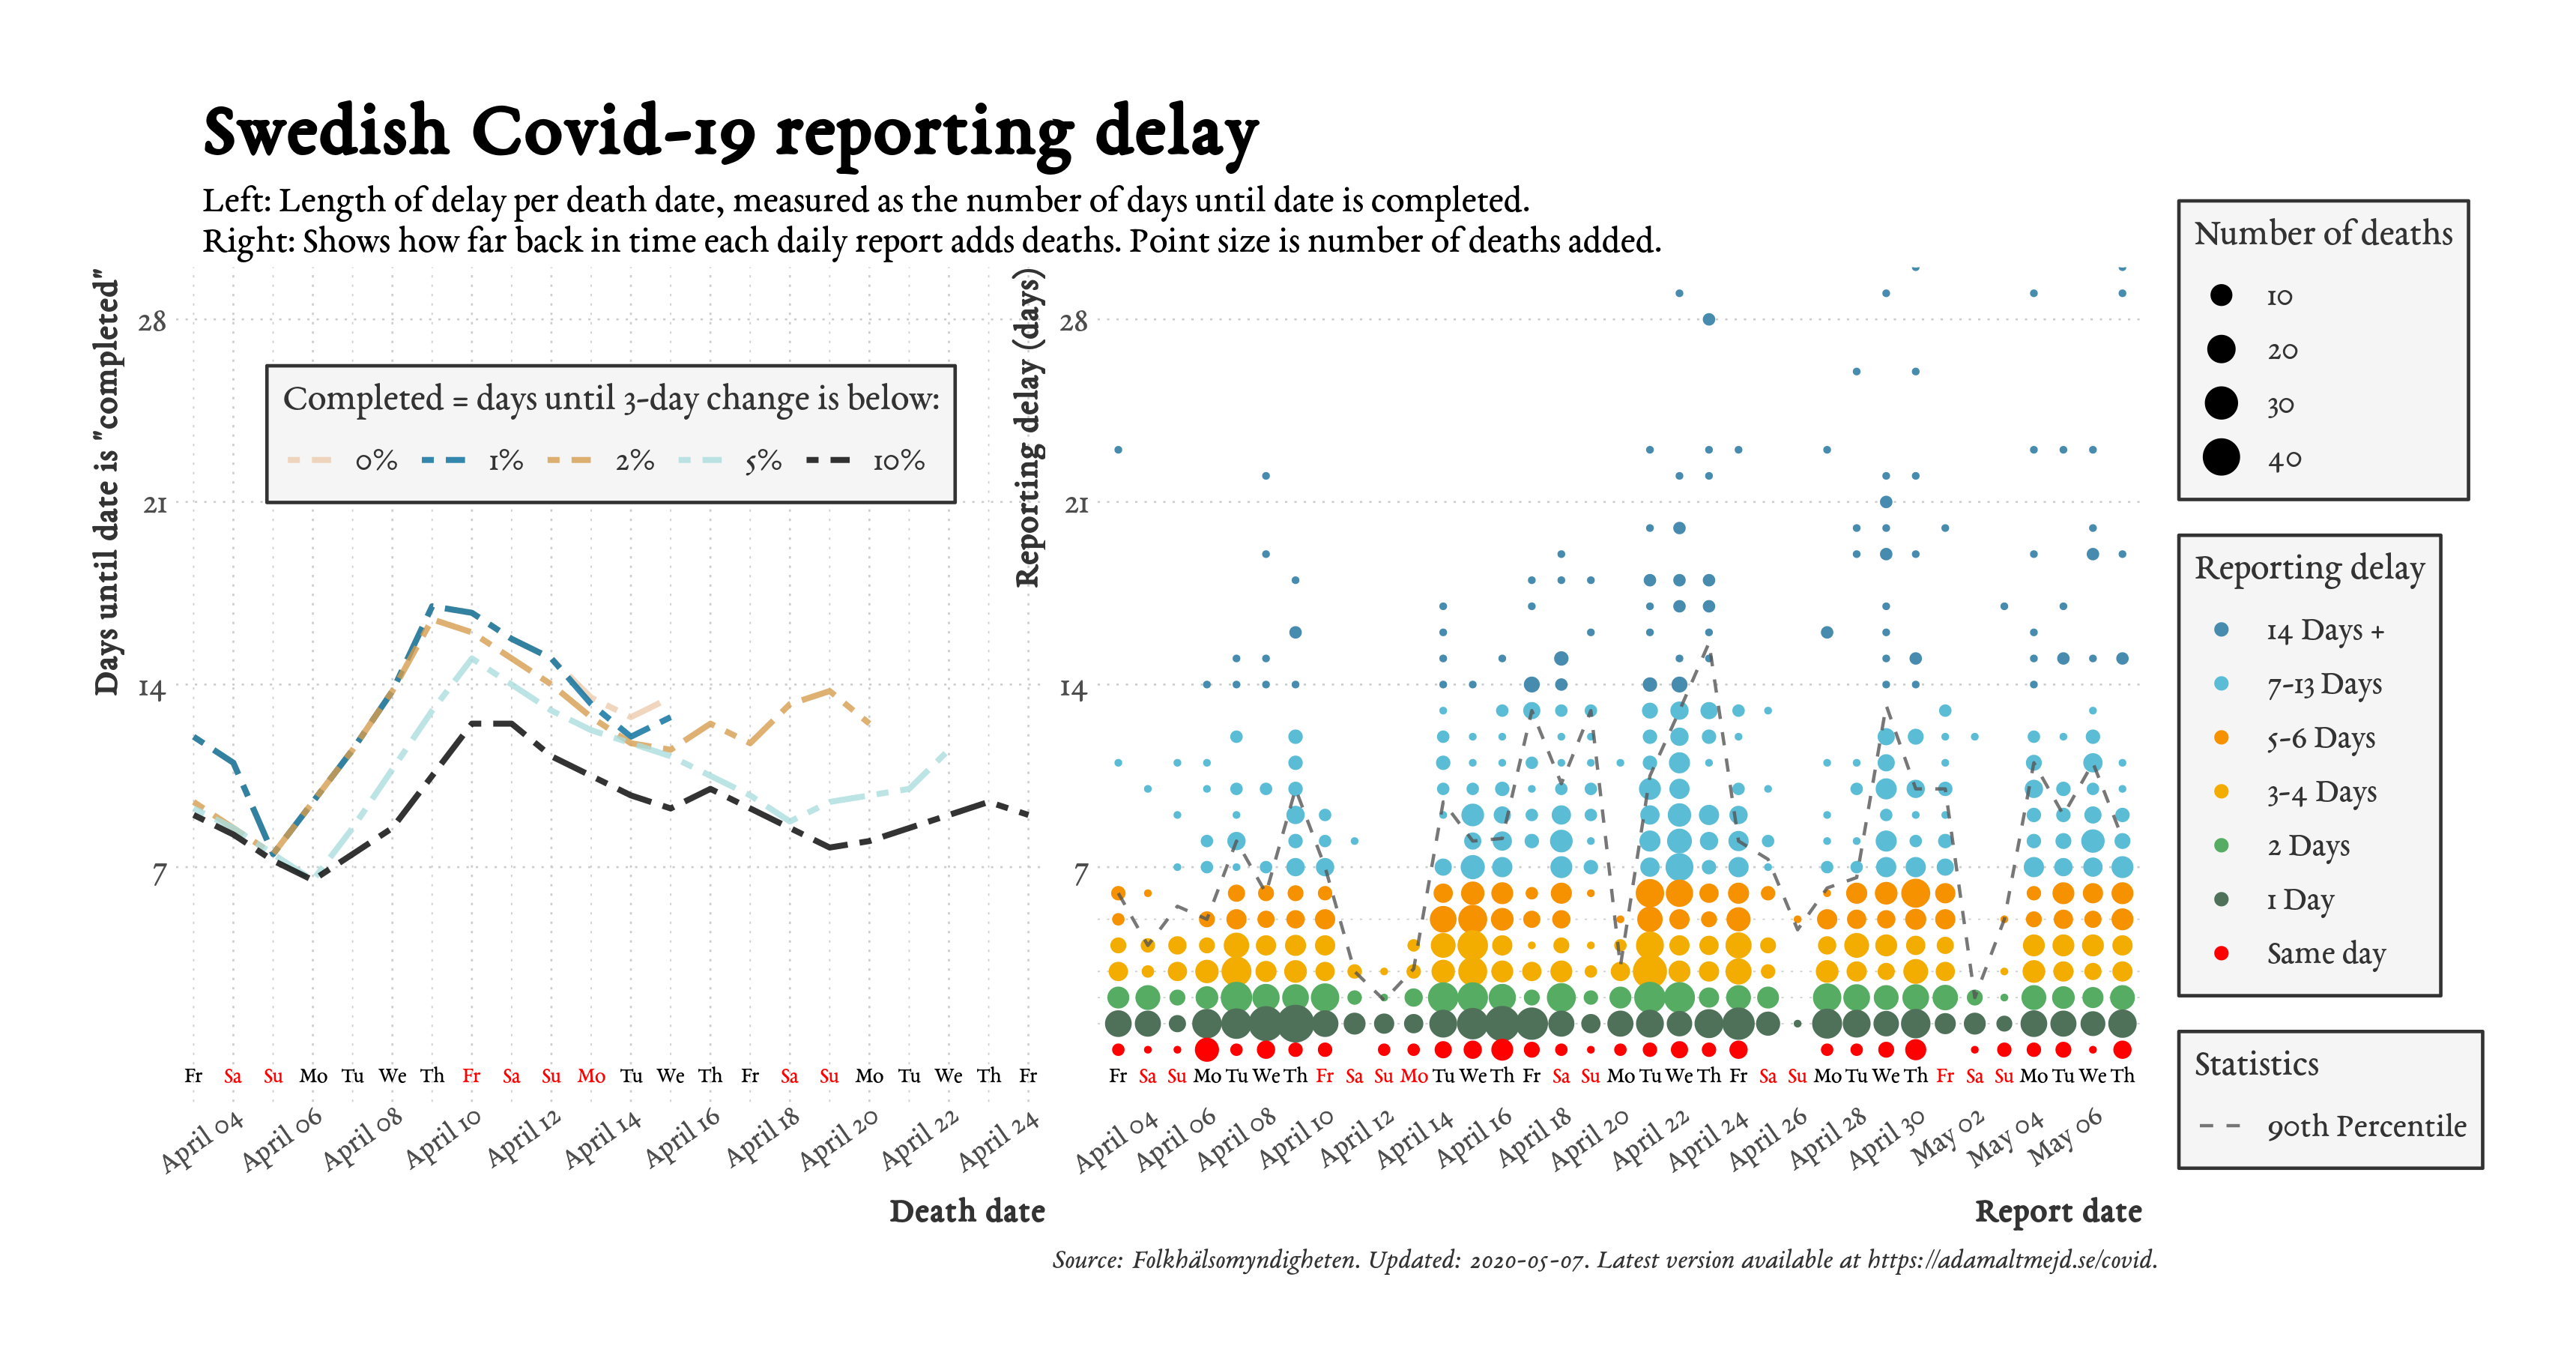 Swedish Covid-19 reporting delay
Left: Length of delay per death date, measured as the number of days until date is completed.
Right: Shows how far back in time each daily report adds deaths. Point size is number of deaths added.
Days until date is "completed"
28
21
14
7
Completed = days until 3-day change is below:
0% 1% 2% 5% 10%
Fr Sa Su Mo Tu We Th Fr Sa Su Mo Tu We Th Fr Sa Su Mo Tu We Th Fr
April 04 April 06 April 08 April 10 April 12 April 14 April 16 April 18 April 20 April 22 April 24
Death date
Reporting delay (days)
28
21
14
7
Fr Sa Su Mo Tu We Th Fr Sa Su Mo Tu We Th Fr Sa Su Mo Tu We Th Fr Sa Su Mo Tu We Th Fr Sa Su Mo Tu We Th
April 04 April 06 April 08 April 10 April 12 April 14 April 16 April 18 April 20 April 22 April 24 April 26 April 28 April 30 May 02 May 04 May 06
Report date
Number of deaths
10
20
30
40
Reporting delay
14 Days +
7-13 Days
5-6 Days
3-4 Days
2 Days
1 Day
Same day
Statistics
90th Percentile
Source: Folkhälsomyndigheten. Updated: 2020-05-07. Latest version available at https://adamaltmejd.se/covid.